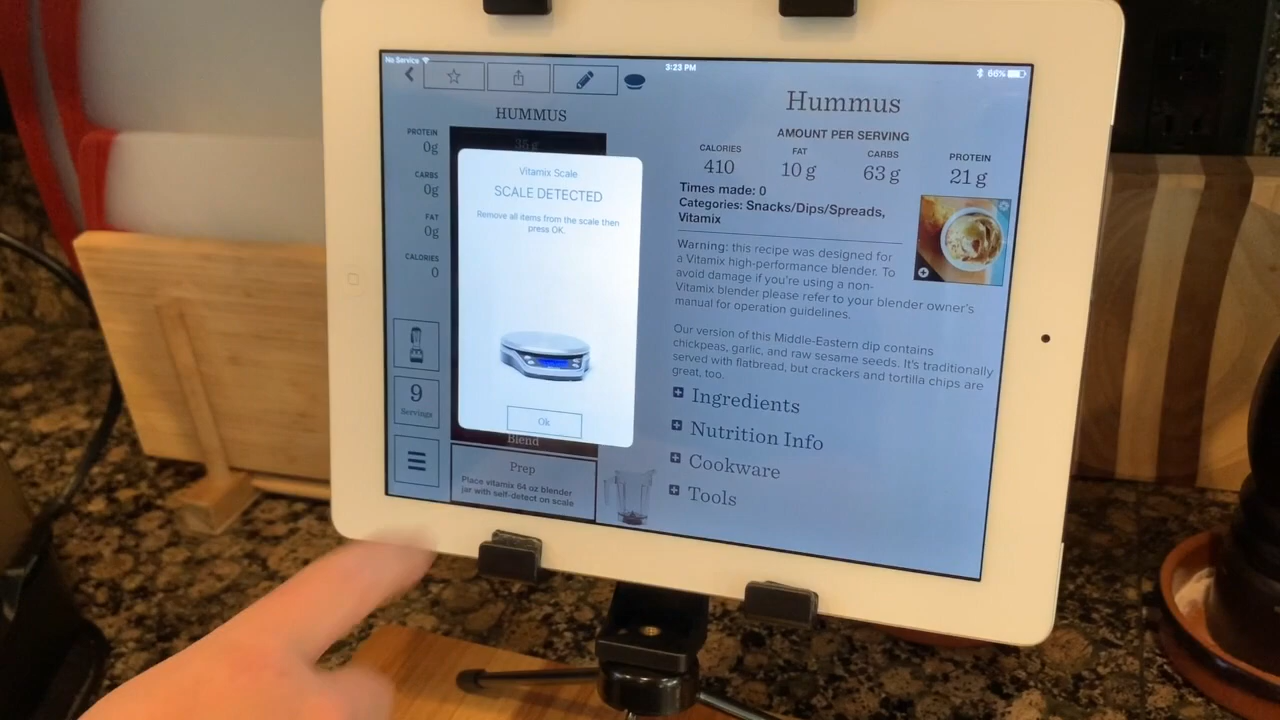 No Service
3:23 PM
66%
HUMMUS
PROTEIN
0g
CARBS
0g
FAT
0g
CALORIES
0
9
Servings
35 g
Vitamix Scale
SCALE DETECTED
Remove all items from the scale then
press OK.
Ok
Blend
Prep
Place vitamix 64 oz blender
jar with self-detect on scale
Hummus
AMOUNT PER SERVING
CALORIES
410
FAT
10 g
CARBS
63 g
PROTEIN
21 g
Times made: 0
Categories: Snacks/Dips/Spreads,
Vitamix
Warning: this recipe was designed for
a Vitamix high-performance blender. To
avoid damage if you're using a non-
Vitamix blender please refer to your blender owner's
manual for operation guidelines.
Our version of this Middle-Eastern dip contains
chickpeas, garlic, and raw sesame seeds. It's traditionally
served with flatbread, but crackers and tortilla chips are
great, too.
Ingredients
Nutrition Info
Cookware
Tools